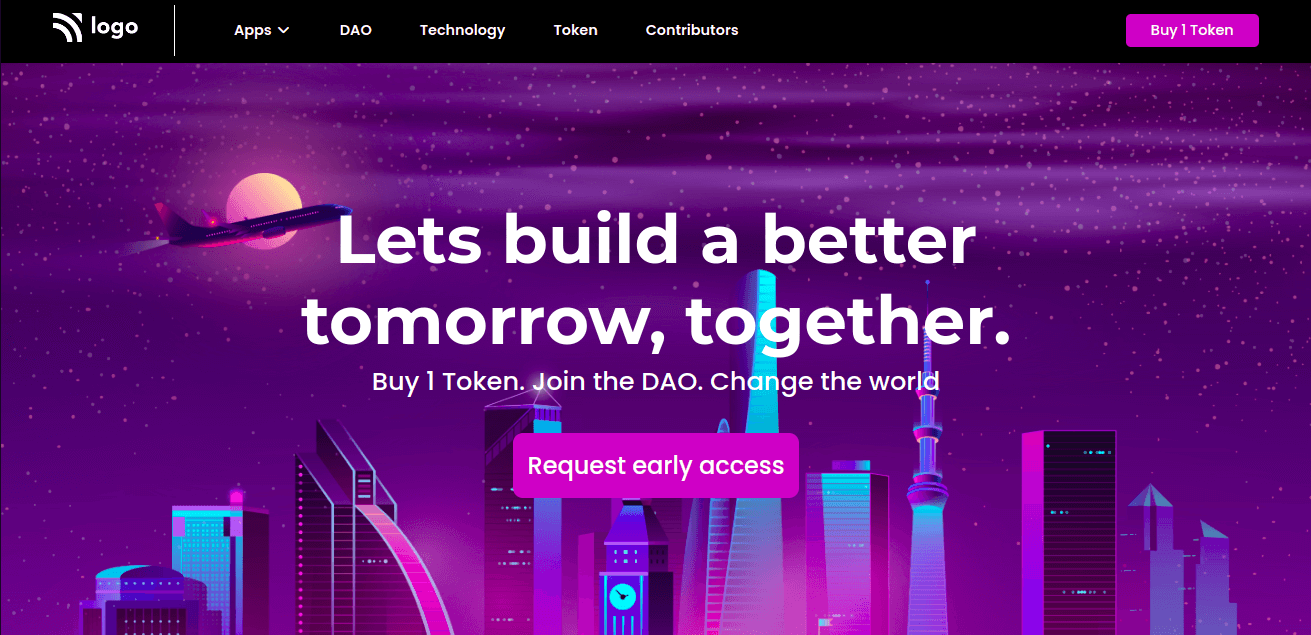 logo
Apps
DAO
Technology
Token
Contributors
Buy 1 Token
Lets build a better
tomorrow, together.
Buy 1 Token. Join the DAO. Change the world
Request early access